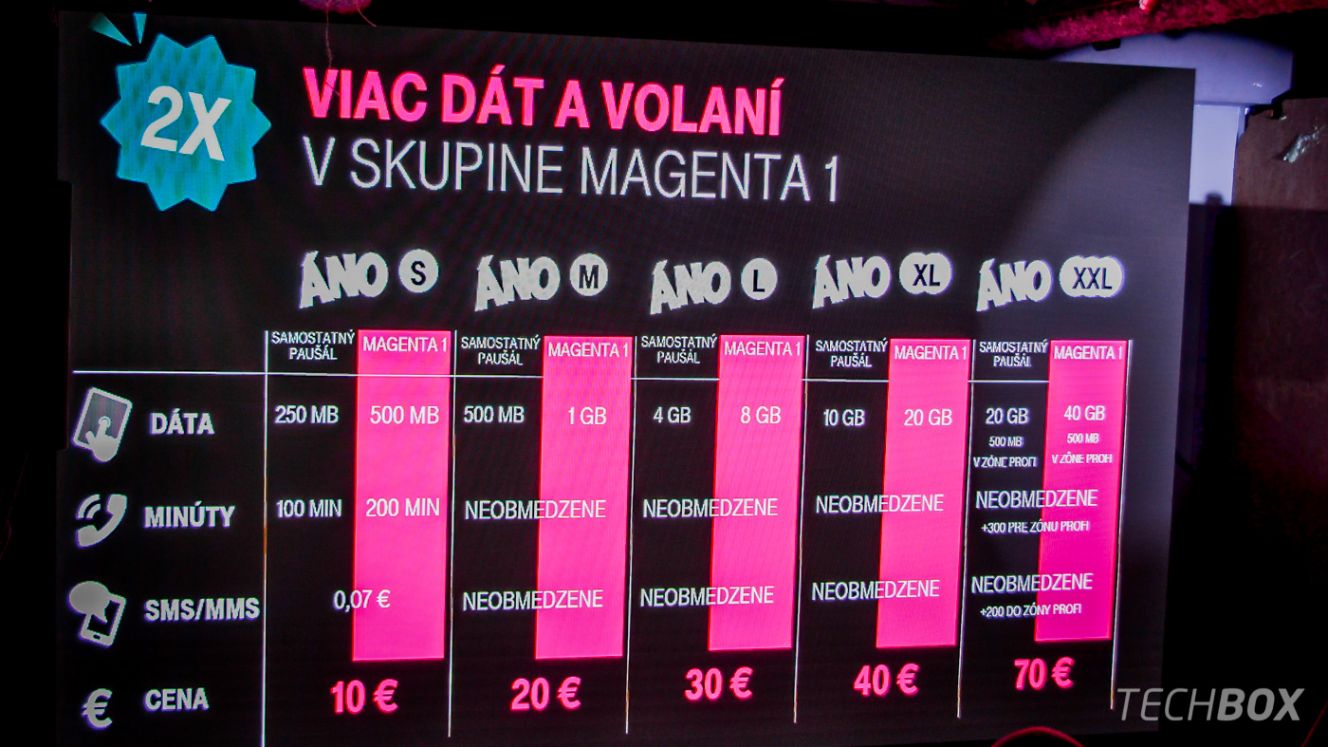 2X
VIAC DÁT A VOLANÍ
V SKUPINE MAGENTA 1
ÁNO S ÁNO M ÁNO L ÁNO XL ÁNO XXL
SAMOSTATNÝ PAUŠÁL MAGENTA 1 SAMOSTATNÝ PAUŠÁL MAGENTA 1 SAMOSTATNÝ PAUŠÁL MAGENTA 1 SAMOSTATNÝ PAUŠÁL MAGENTA 1 SAMOSTATNÝ PAUŠÁL MAGENTA 1
DÁTA 250 MB 500 MB 500 MB 1 GB 4 GB 8 GB 10 GB 20 GB 20 GB 40 GB
500 MB 500 MB
V ZÓNE PROFI V ZÔNE PROFI
MINÚTY 100 MIN 200 MIN NEOBMEDZENE NEOBMEDZENE NEOBMEDZENE NEOBMEDZENE
+300 PRE ZÓNU PROFI
SMS/MMS 0,07 € NEOBMEDZENE NEOBMEDZENE NEOBMEDZENE NEOBMEDZENE
+200 DO ZÓNY PROFI
€ CENA 10 € 20 € 30 € 40 € 70 €
TECHBOX